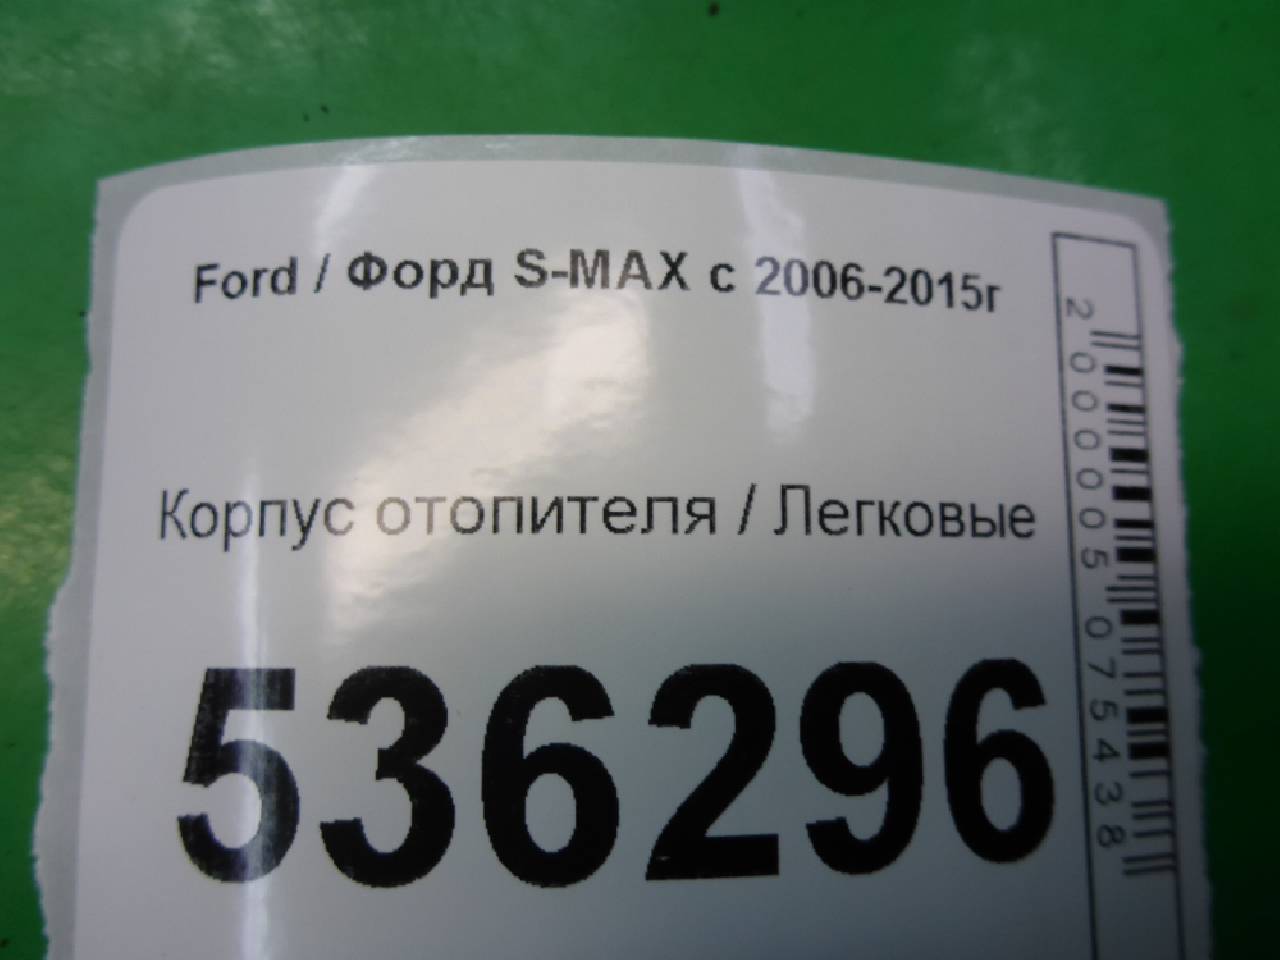 Ford / Форд S-MAX с 2006-2015г
Корпус отопителя / Легковые
536296
2000005075438